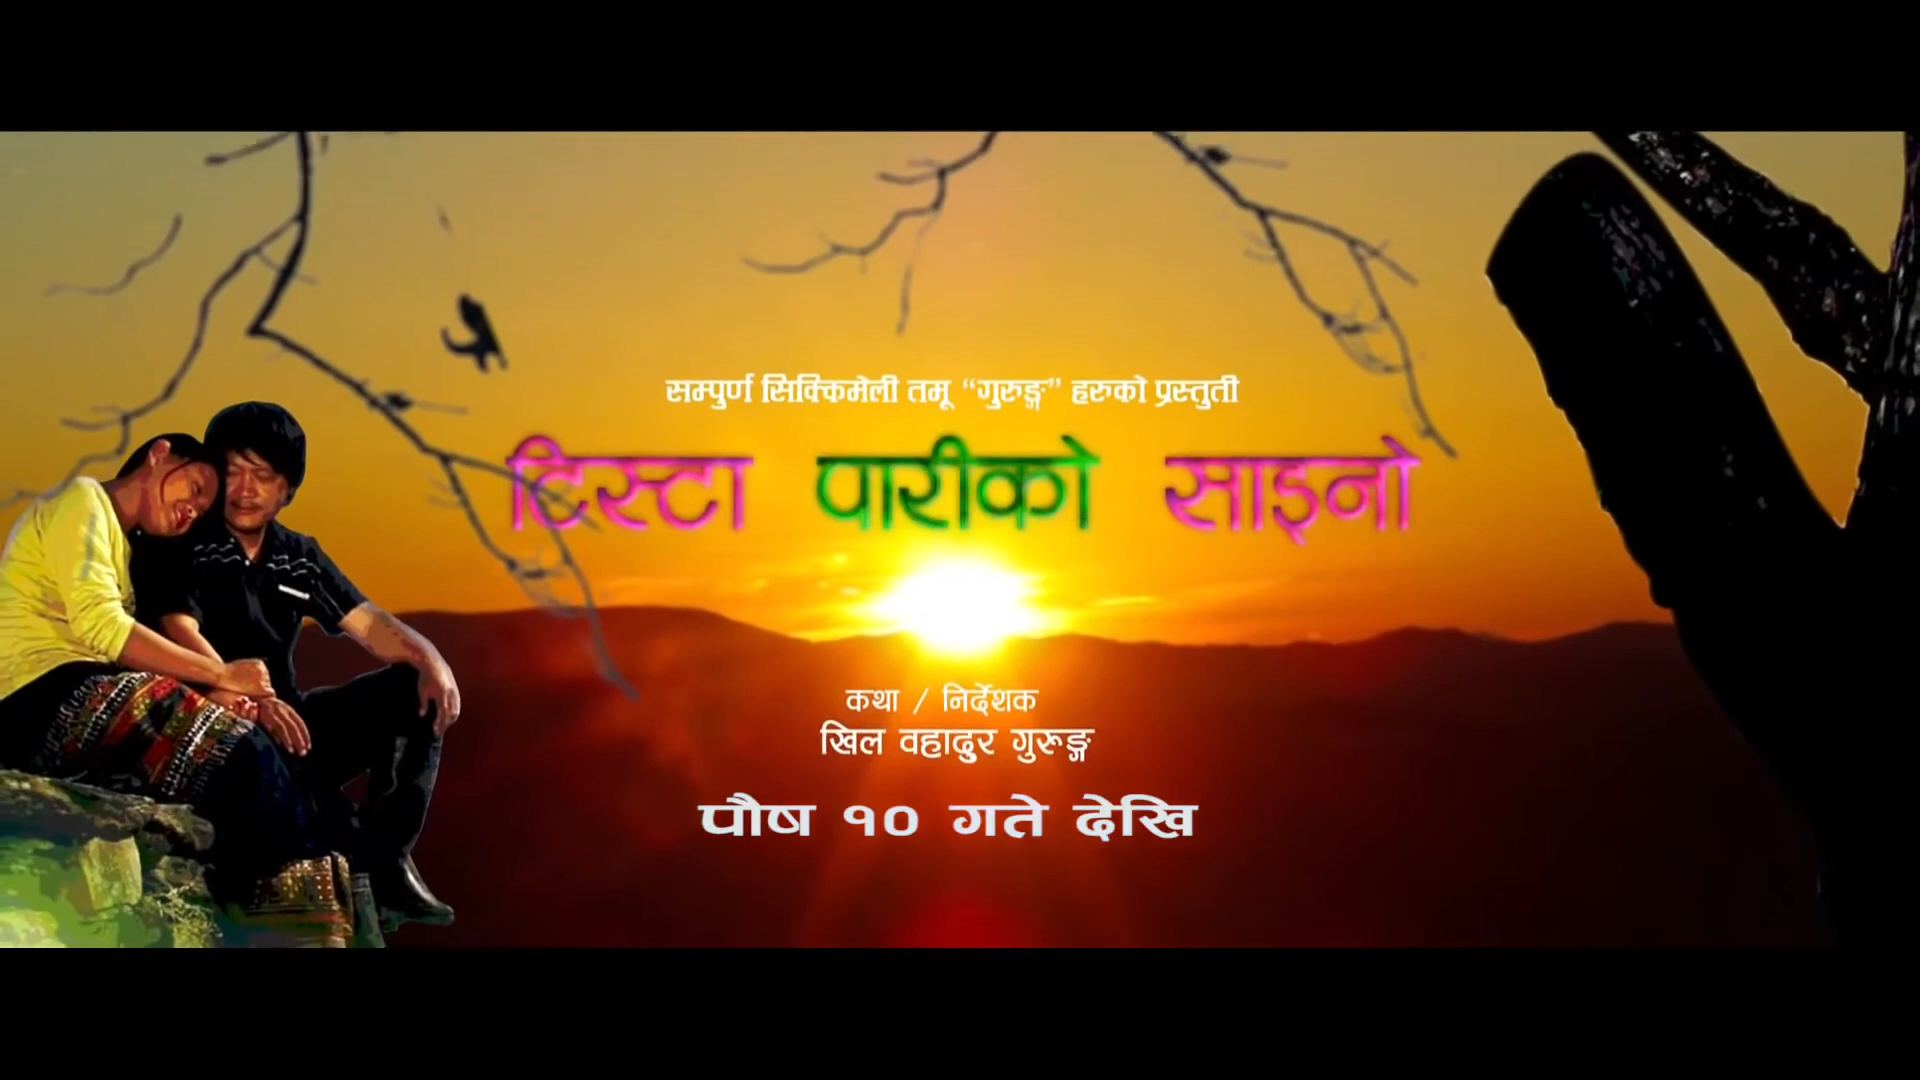 सम्पुर्ण सिक्किमेली तमू “गुरुङ्ग” हरुको प्रस्तुती
टिस्टा पारीको साइनो
कथा / निर्देशक
खिल वहादुर गुरूङ्ग
पौष १० गते देखि